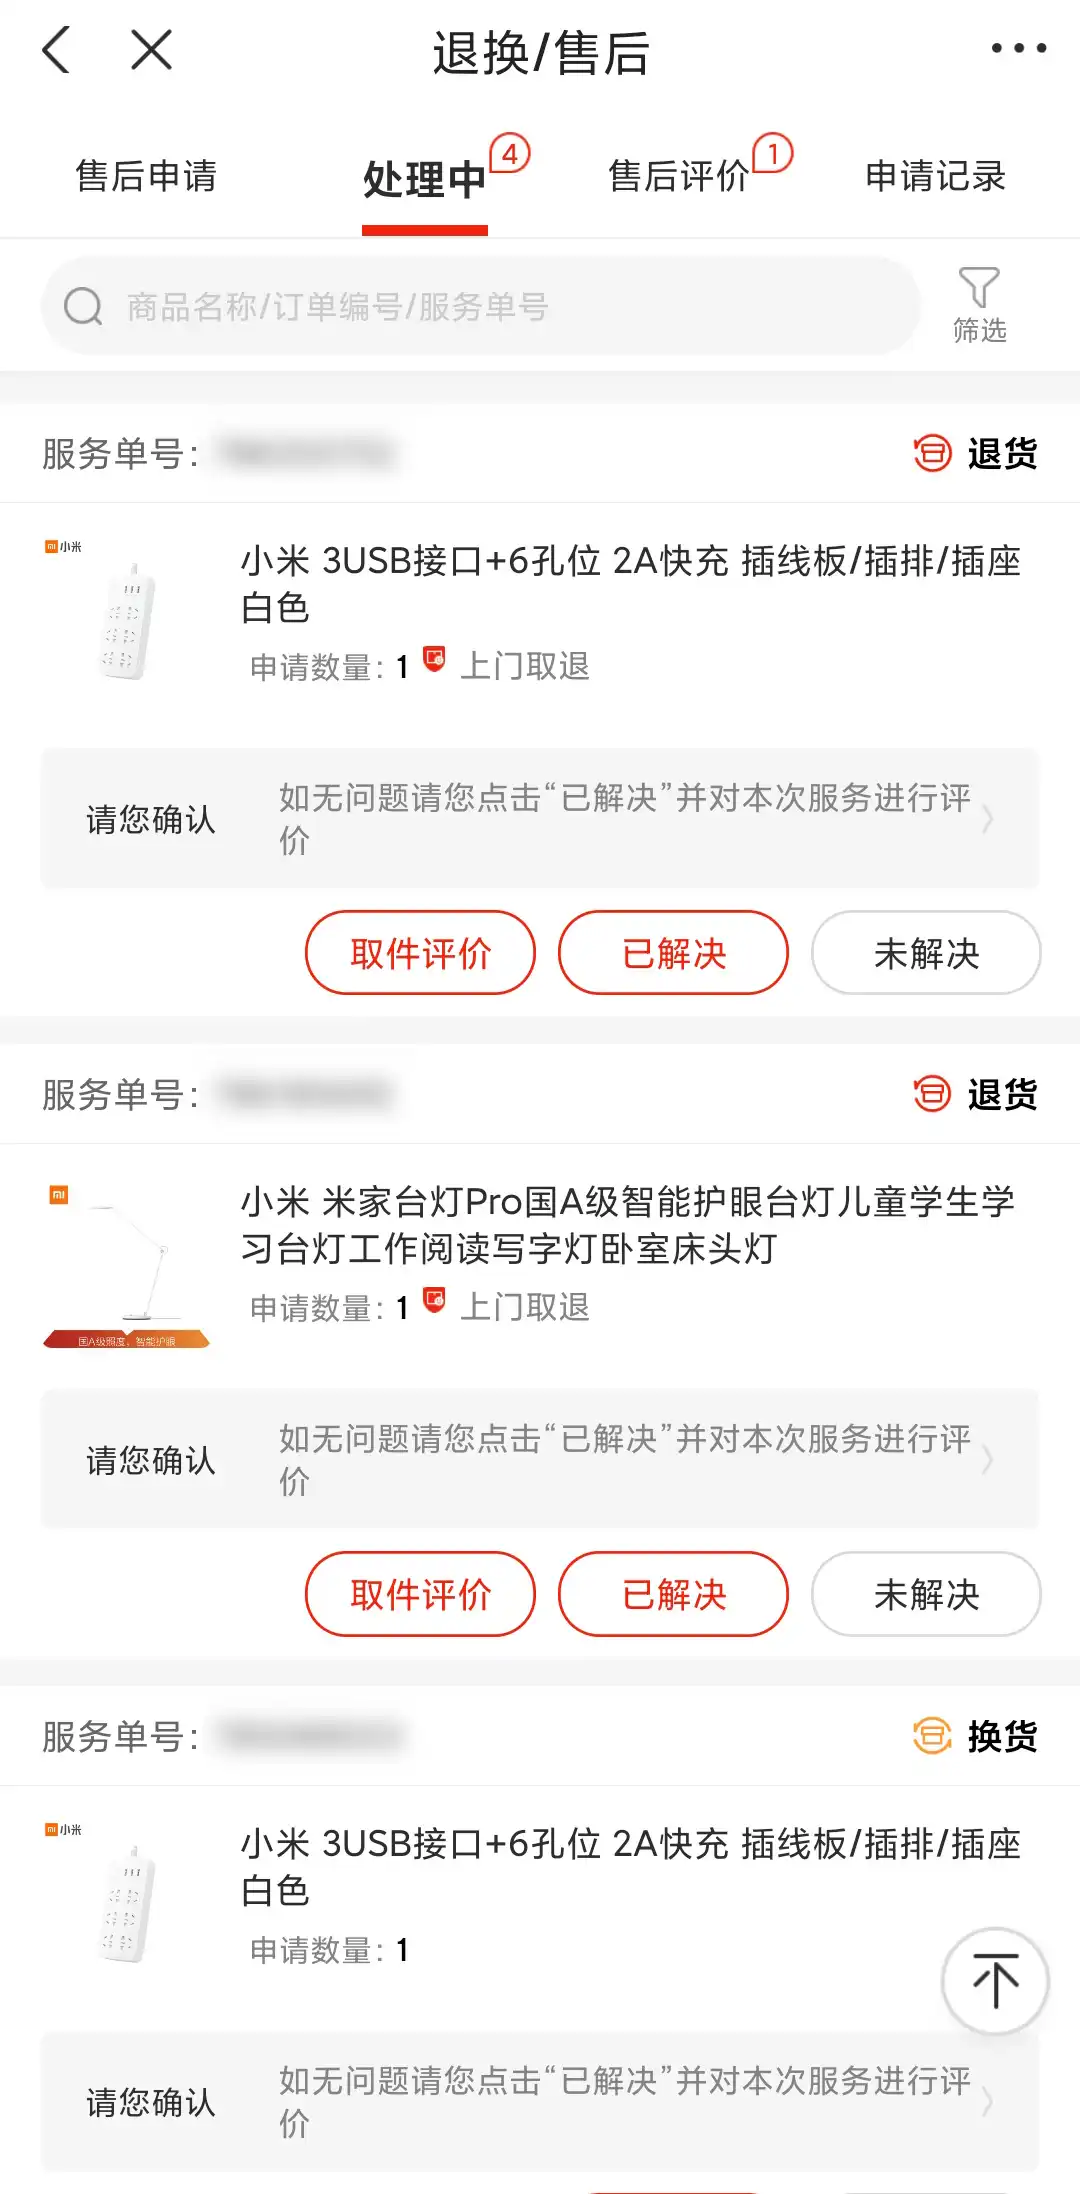 退换/售后
售后申请
处理中
4
售后评价
1
申请记录
商品名称/订单编号/服务单号
筛选
服务单号:
退货
小米
小米 3USB接口+6孔位 2A快充 插线板/插排/插座
白色
申请数量: 1 上门取退
请您确认
如无问题请您点击“已解决”并对本次服务进行评
价
取件评价
已解决
未解决
服务单号:
退货
小米 米家台灯Pro国A级智能护眼台灯儿童学生学
习台灯工作阅读写字灯卧室床头灯
国A级照度，智能护眼
申请数量: 1 上门取退
请您确认
如无问题请您点击“已解决”并对本次服务进行评
价
取件评价
已解决
未解决
服务单号:
换货
小米
小米 3USB接口+6孔位 2A快充 插线板/插排/插座
白色
申请数量: 1
请您确认
如无问题请您点击“已解决”并对本次服务进行评
价